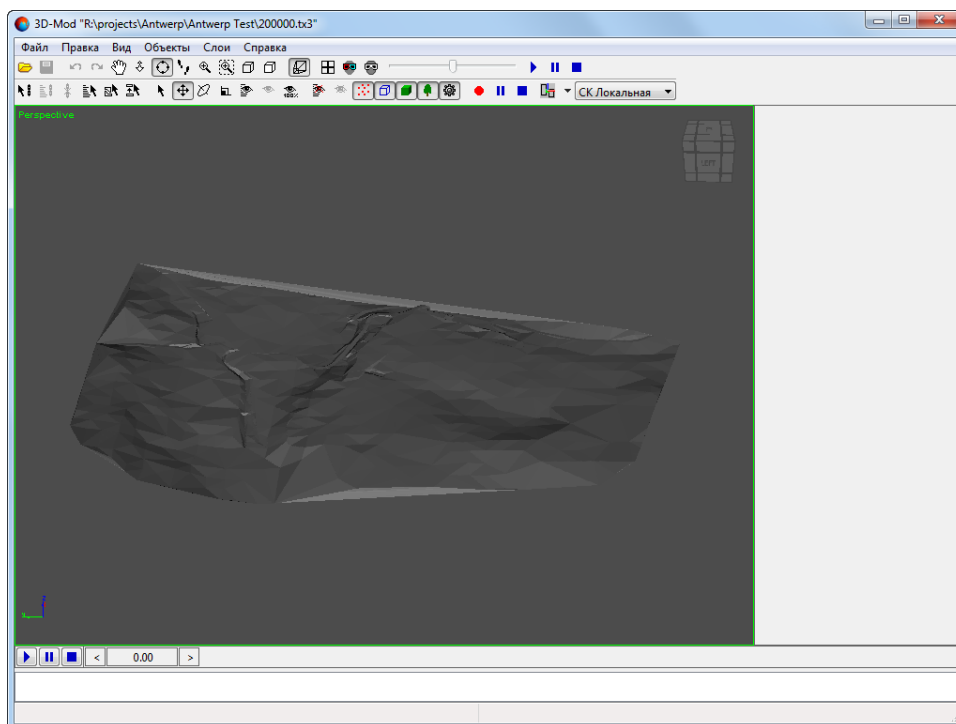 3D-Mod "R:\projects\Antwerp\Antwerp Test\200000.tx3"
Файл Правка Вид Объекты Слои Справка
СК Локальная
Perspective
LEFT
z
< 0.00 >